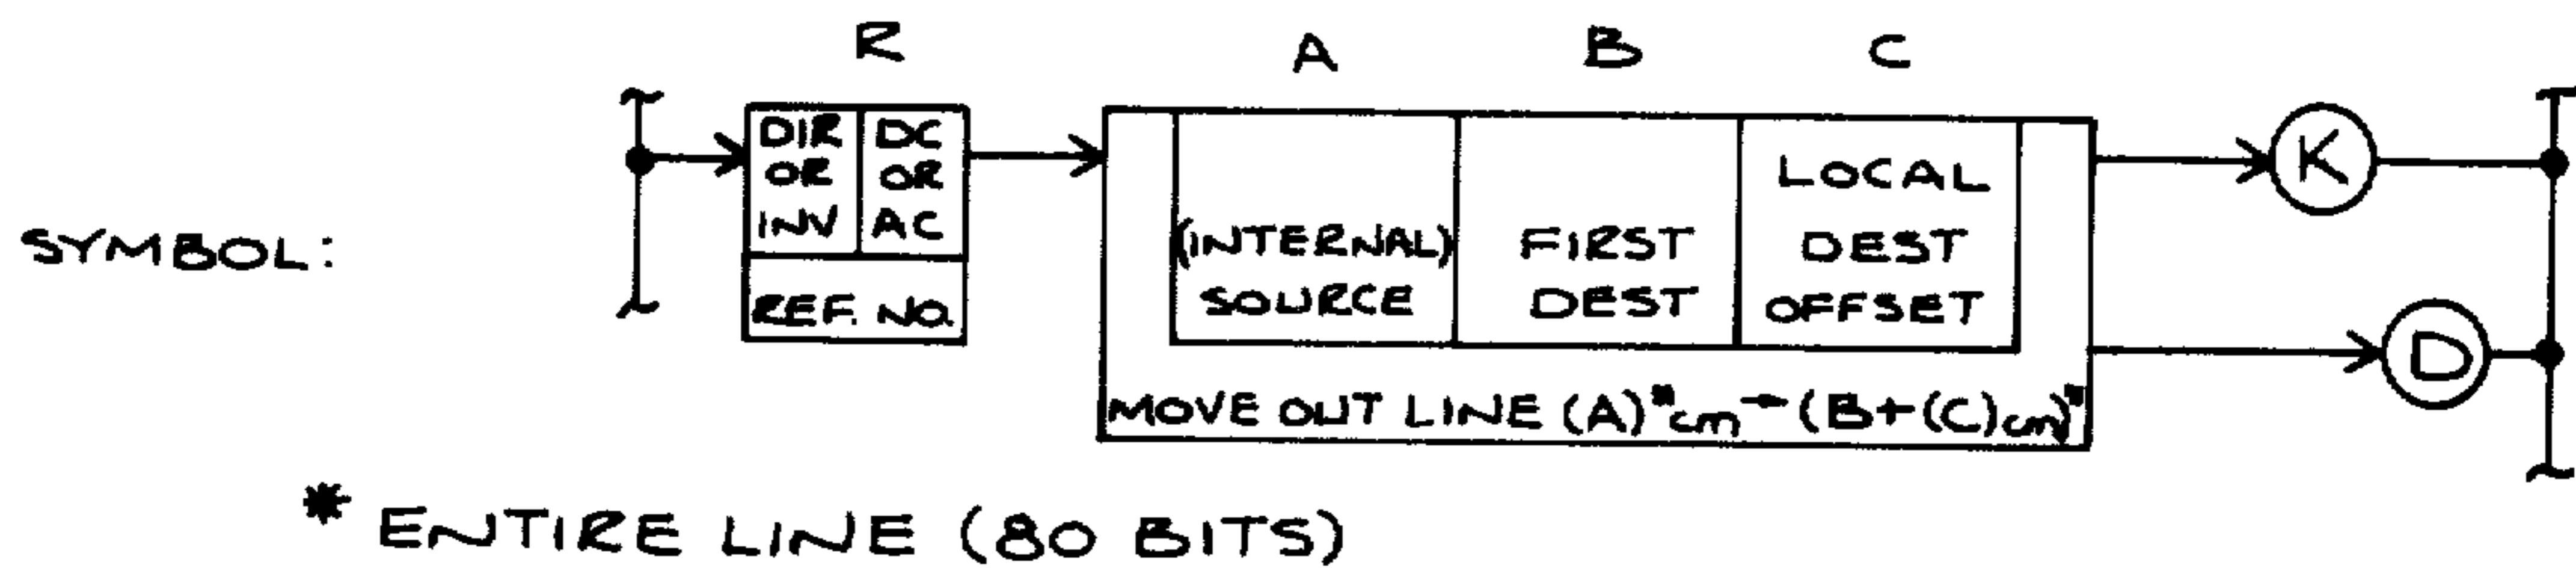 R A B C
SYMBOL:
DIR
OR
INV
DC
OR
AC
REF. NO.
(INTERNAL)
SOURCE
FIRST
DEST
LOCAL
DEST
OFFSET
MOVE OUT LINE (A)*cm→(B+(C)cm)*
K
D
* ENTIRE LINE (80 BITS)